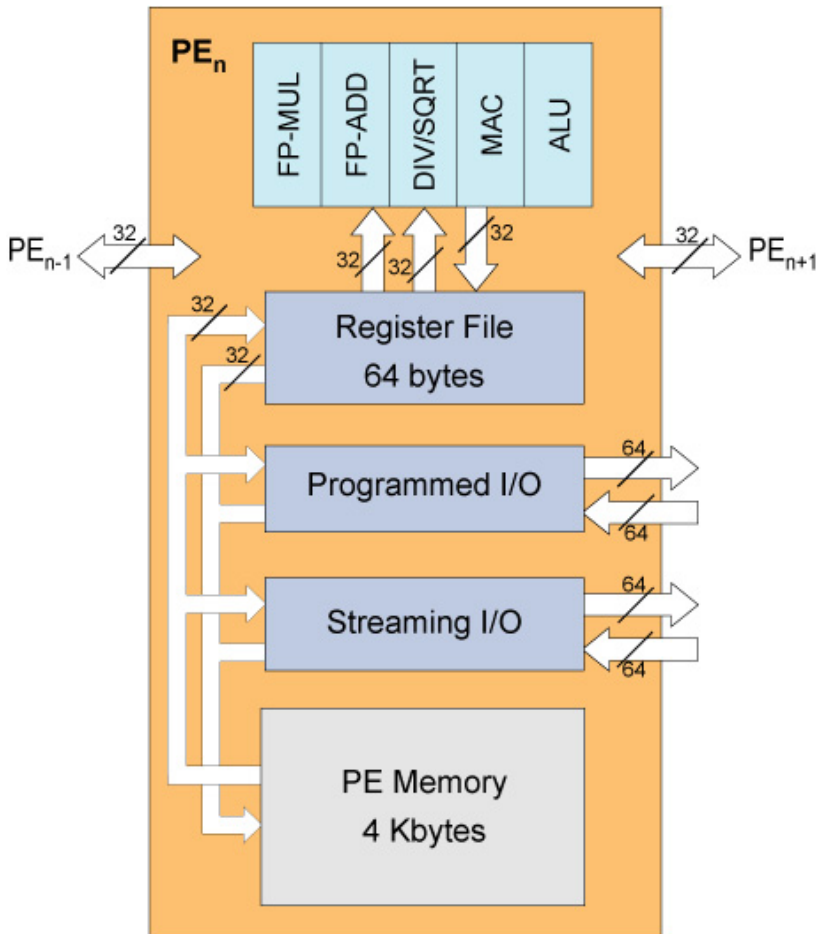 PEn
FP-MUL
FP-ADD
DIV/SQRT
MAC
ALU
32
32
32
PEn-1
32
32
PEn+1
32
32
Register File
64 bytes
64
Programmed I/O
64
64
Streaming I/O
64
PE Memory
4 Kbytes